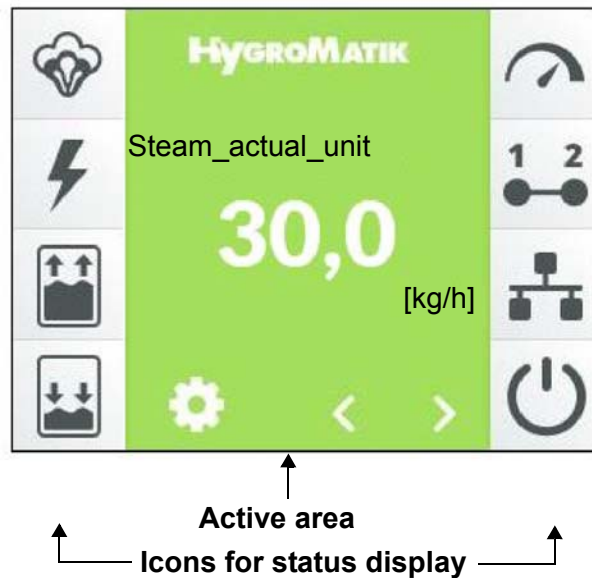 HYGROMATIK
Steam_actual_unit
1 2
30,0
[kg/h]
Active area
Icons for status display